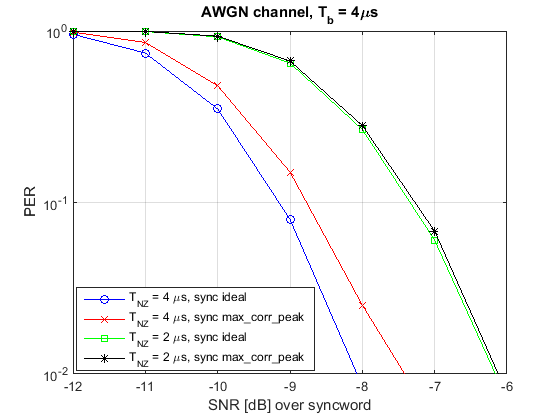 AWGN channel, T_b = 4μs
10^0
10^-1
10^-2
PER
T_NZ = 4 μs, sync ideal
T_NZ = 4 μs, sync max_corr_peak
T_NZ = 2 μs, sync ideal
T_NZ = 2 μs, sync max_corr_peak
-12 -11 -10 -9 -8 -7 -6
SNR [dB] over syncword